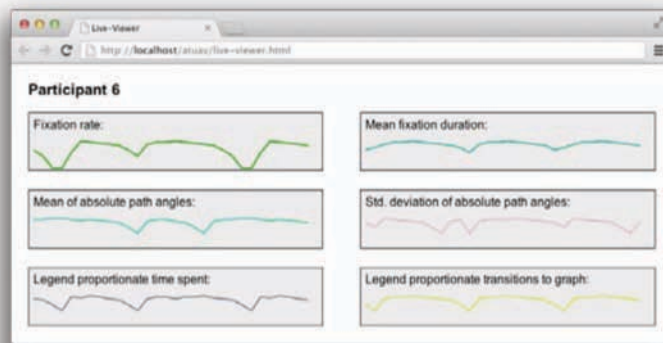 Live-Viewer
http://localhost/atuav/live-viewer.html
Participant 6
Fixation rate:
Mean fixation duration:
Mean of absolute path angles:
Std. deviation of absolute path angles:
Legend proportionate time spent:
Legend proportionate transitions to graph: